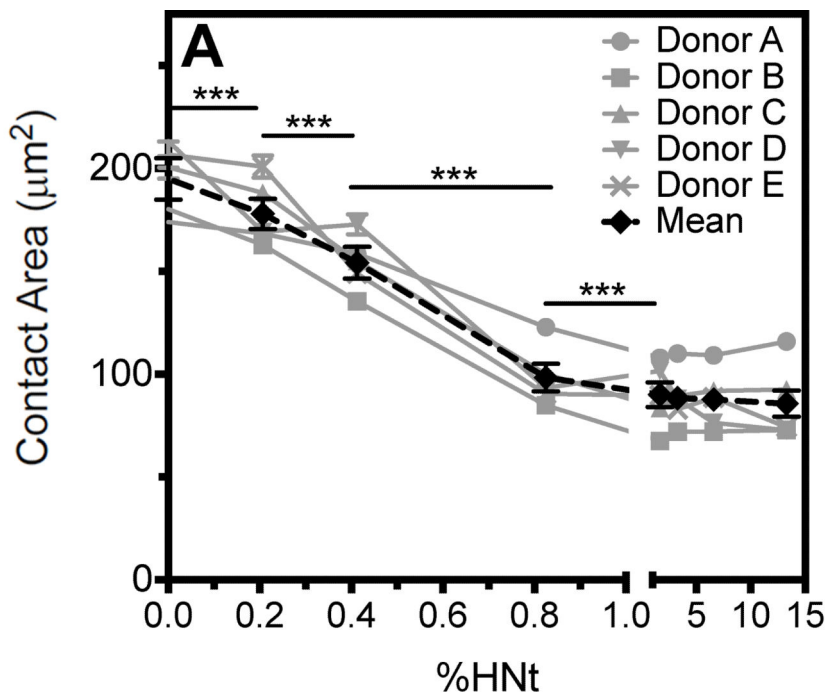 A
Donor A
Donor B
Donor C
Donor D
Donor E
Mean
***
***
***
***
Contact Area (μm²)
200
100
0
0.0 0.2 0.4 0.6 0.8 1.0 5 10 15
%HNt